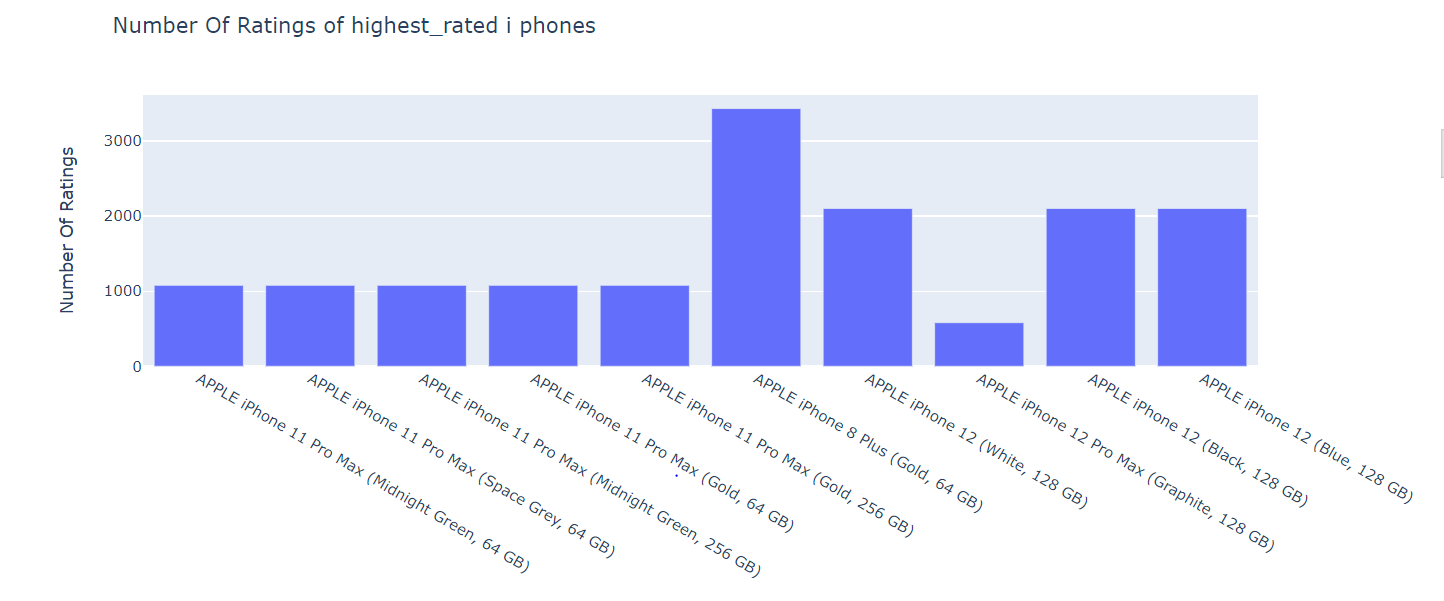 Number Of Ratings of highest_rated i phones
Number Of Ratings
3000
2000
1000
0
APPLE iPhone 11 Pro Max (Midnight Green, 64 GB)
APPLE iPhone 11 Pro Max (Space Grey, 64 GB)
APPLE iPhone 11 Pro Max (Midnight Green, 256 GB)
APPLE iPhone 11 Pro Max (Gold, 64 GB)
APPLE iPhone 11 Pro Max (Gold, 256 GB)
APPLE iPhone 8 Plus (Gold, 64 GB)
APPLE iPhone 12 (White, 128 GB)
APPLE iPhone 12 Pro Max (Graphite, 128 GB)
APPLE iPhone 12 (Black, 128 GB)
APPLE iPhone 12 (Blue, 128 GB)